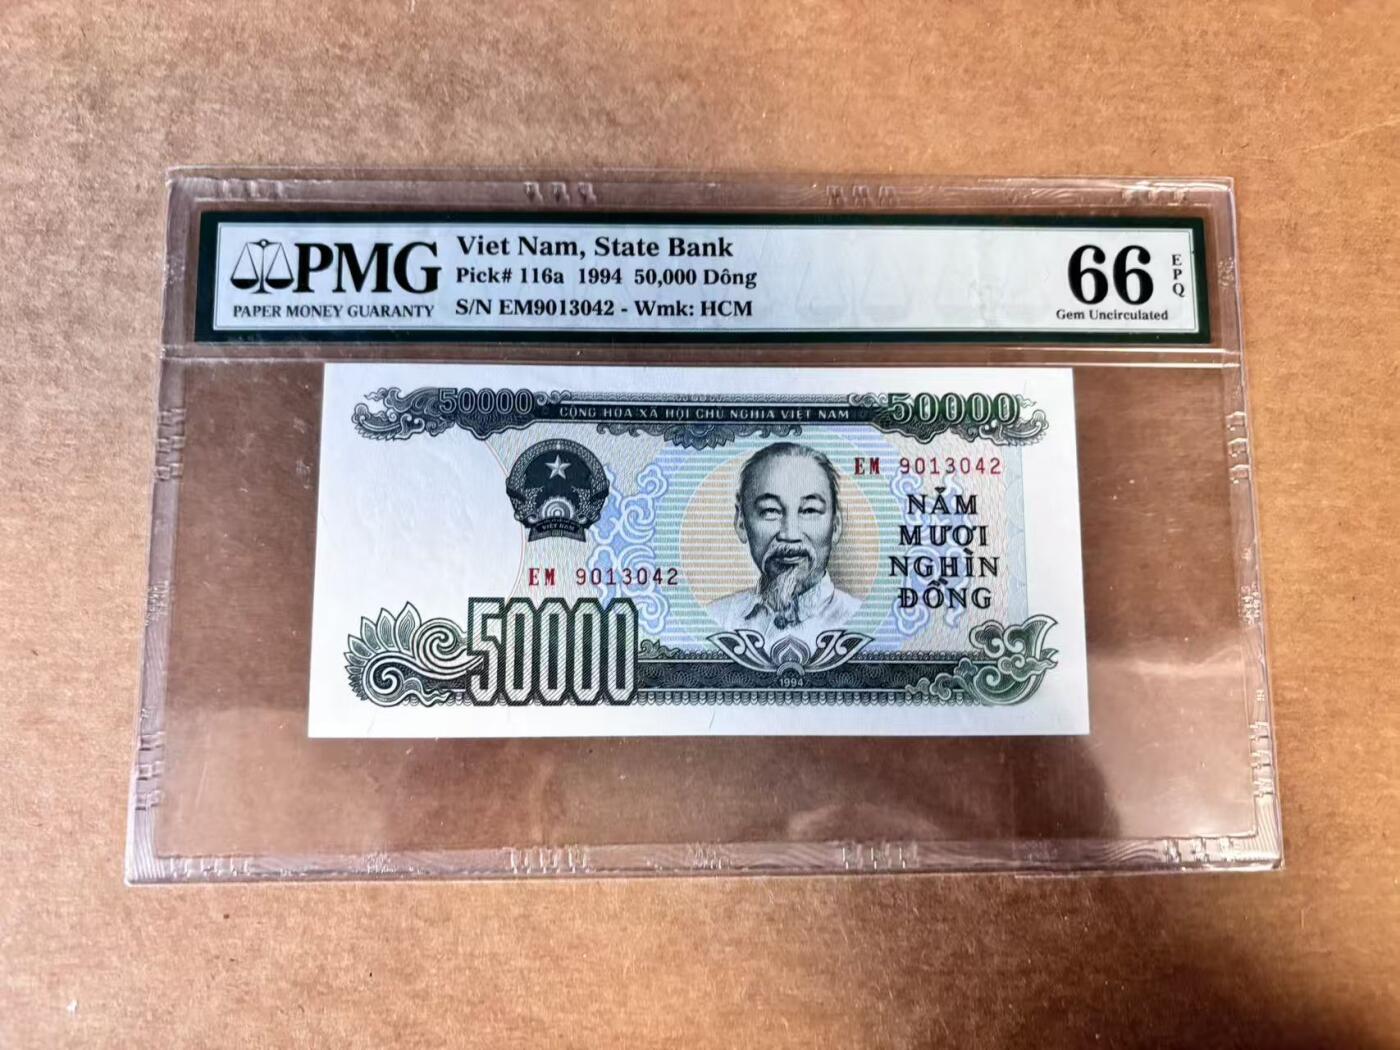 PMG
PAPER MONEY GUARANTY
Viet Nam, State Bank
Pick# 116a 1994 50,000 Dông
S/N EM9013042 - Wmk: HCM
66
EPQ
Gem Uncirculated
50000
CỘNG HÒA XÃ HỘI CHỦ NGHĨA VIỆT NAM
50000
EM 9013042
NĂM
MƯƠI
NGHÌN
ĐỒNG
VIỆT NAM
EM 9013042
50000
1994